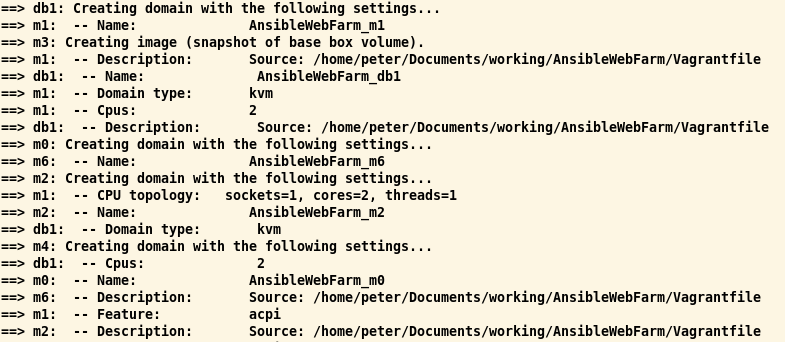 ==> db1: Creating domain with the following settings...
==> m1:  -- Name:              AnsibleWebFarm_m1
==> m3: Creating image (snapshot of base box volume).
==> m1:  -- Description:       Source: /home/peter/Documents/working/AnsibleWebFarm/Vagrantfile
==> db1:  -- Name:              AnsibleWebFarm_db1
==> m1:  -- Domain type:       kvm
==> m1:  -- Cpus:              2
==> db1:  -- Description:       Source: /home/peter/Documents/working/AnsibleWebFarm/Vagrantfile
==> m0: Creating domain with the following settings...
==> m6:  -- Name:              AnsibleWebFarm_m6
==> m2: Creating domain with the following settings...
==> m1:  -- CPU topology:   sockets=1, cores=2, threads=1
==> m2:  -- Name:              AnsibleWebFarm_m2
==> db1:  -- Domain type:       kvm
==> m4: Creating domain with the following settings...
==> db1:  -- Cpus:              2
==> m0:  -- Name:              AnsibleWebFarm_m0
==> m6:  -- Description:       Source: /home/peter/Documents/working/AnsibleWebFarm/Vagrantfile
==> m1:  -- Feature:           acpi
==> m2:  -- Description:       Source: /home/peter/Documents/working/AnsibleWebFarm/Vagrantfile